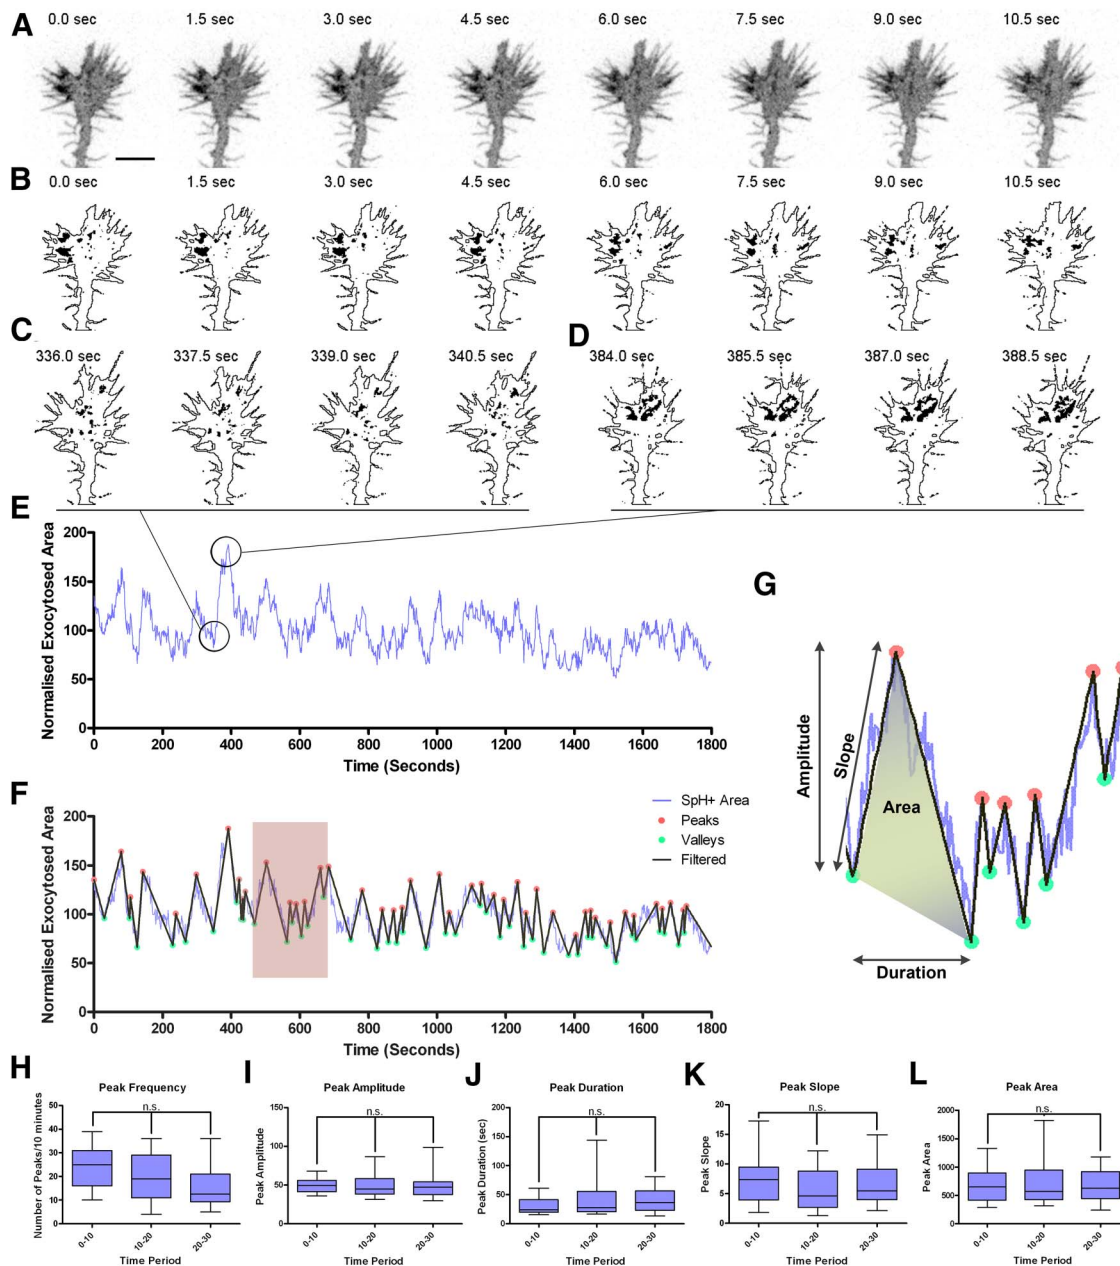 A
0.0 sec 1.5 sec 3.0 sec 4.5 sec 6.0 sec 7.5 sec 9.0 sec 10.5 sec
B
0.0 sec 1.5 sec 3.0 sec 4.5 sec 6.0 sec 7.5 sec 9.0 sec 10.5 sec
C
336.0 sec 337.5 sec 339.0 sec 340.5 sec
D
384.0 sec 385.5 sec 387.0 sec 388.5 sec
E
Normalised Exocytosed Area
200
150
100
50
0
0 200 400 600 800 1000 1200 1400 1600 1800
Time (Seconds)
F
Normalised Exocytosed Area
200
150
100
50
0
0 200 400 600 800 1000 1200 1400 1600 1800
Time (Seconds)
SpH+ Area
Peaks
Valleys
Filtered
G
Amplitude
Slope
Area
Duration
H
Peak Frequency
Number of Peaks/10 minutes
50
40
30
20
10
0
n.s.
0-10 10-20 20-30
Time Period
I
Peak Amplitude
Peak Amplitude
150
100
50
0
n.s.
0-10 10-20 20-30
Time Period
J
Peak Duration
Peak Duration (sec)
200
150
100
50
0
n.s.
0-10 10-20 20-30
Time Period
K
Peak Slope
Peak Slope
20
15
10
5
0
n.s.
0-10 10-20 20-30
Time Period
L
Peak Area
Peak Area
2000
1500
1000
500
0
n.s.
0-10 10-20 20-30
Time Period